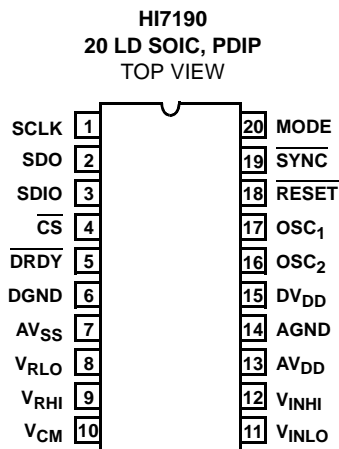 HI7190
20 LD SOIC, PDIP
TOP VIEW
SCLK 1 20 MODE
SDO 2 19 SYNC
SDIO 3 18 RESET
CS 4 17 OSC1
DRDY 5 16 OSC2
DGND 6 15 DVDD
AVSS 7 14 AGND
VRLO 8 13 AVDD
VRHI 9 12 VINHI
VCM 10 11 VINLO